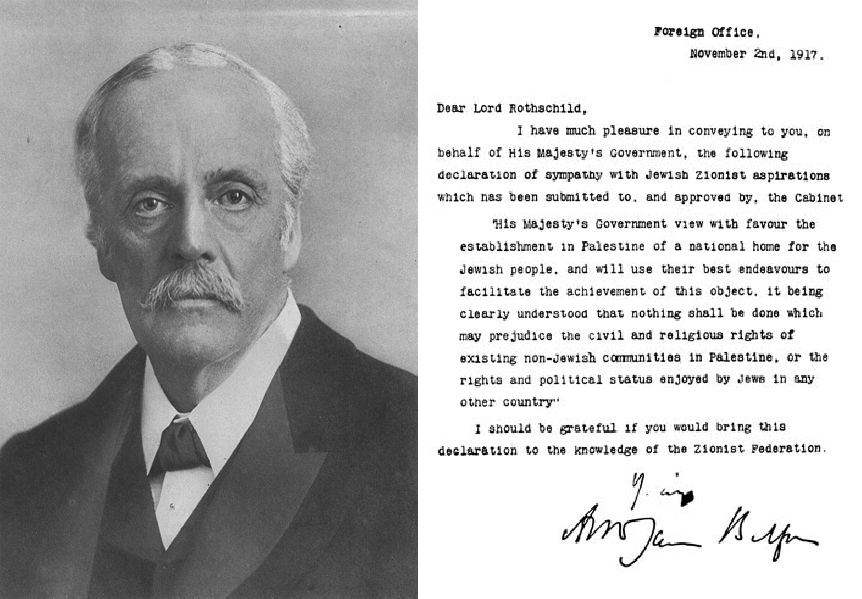 Foreign Office,
November 2nd, 1917.
Dear Lord Rothschild,
I have much pleasure in conveying to you, on
behalf of His Majesty's Government, the following
declaration of sympathy with Jewish Zionist aspirations
which has been submitted to, and approved by, the Cabinet
"His Majesty's Government view with favour the
establishment in Palestine of a national home for the
Jewish people, and will use their best endeavours to
facilitate the achievement of this object, it being
clearly understood that nothing shall be done which
may prejudice the civil and religious rights of
existing non-Jewish communities in Palestine, or the
rights and political status enjoyed by Jews in any
other country"
I should be grateful if you would bring this
declaration to the knowledge of the Zionist Federation.
Arthur James Balfour